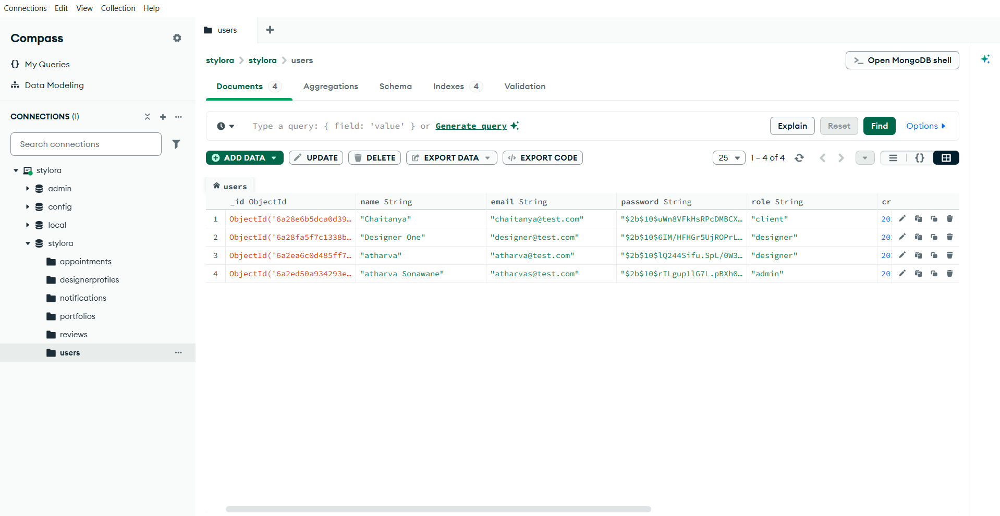 Connections Edit View Collection Help
Compass
My Queries
Data Modeling
CONNECTIONS (1)
Search connections
stylora
admin
config
local
stylora
appointments
designerprofiles
notifications
portfolios
reviews
users
users
stylora > stylora > users
>_ Open MongoDB shell
Documents 4 Aggregations Schema Indexes 4 Validation
Type a query: { field: 'value' } or Generate query
Explain Reset Find Options
ADD DATA UPDATE DELETE EXPORT DATA EXPORT CODE
25 1 – 4 of 4
users
_id ObjectId name String email String password String role String cr
1 ObjectId('6a28e6b5dca0d39… "Chaitanya" "chaitanya@test.com" "$2b$10$uWn8VFkHsRPcDMBCX… "client" 20
2 ObjectId('6a28fa5f7c1338b… "Designer One" "designer@test.com" "$2b$10$6IM/HFHGr5UjROPrL… "designer" 20
3 ObjectId('6a2ea6c0d485ff7… "atharva" "atharva@test.com" "$2b$10$lQ244Sifu.SpL/0W3… "designer" 20
4 ObjectId('6a2ed50a934293e… "atharva Sonawane" "atharvas@test.com" "$2b$10$rILgup1lG7L.pBXh0… "admin" 20